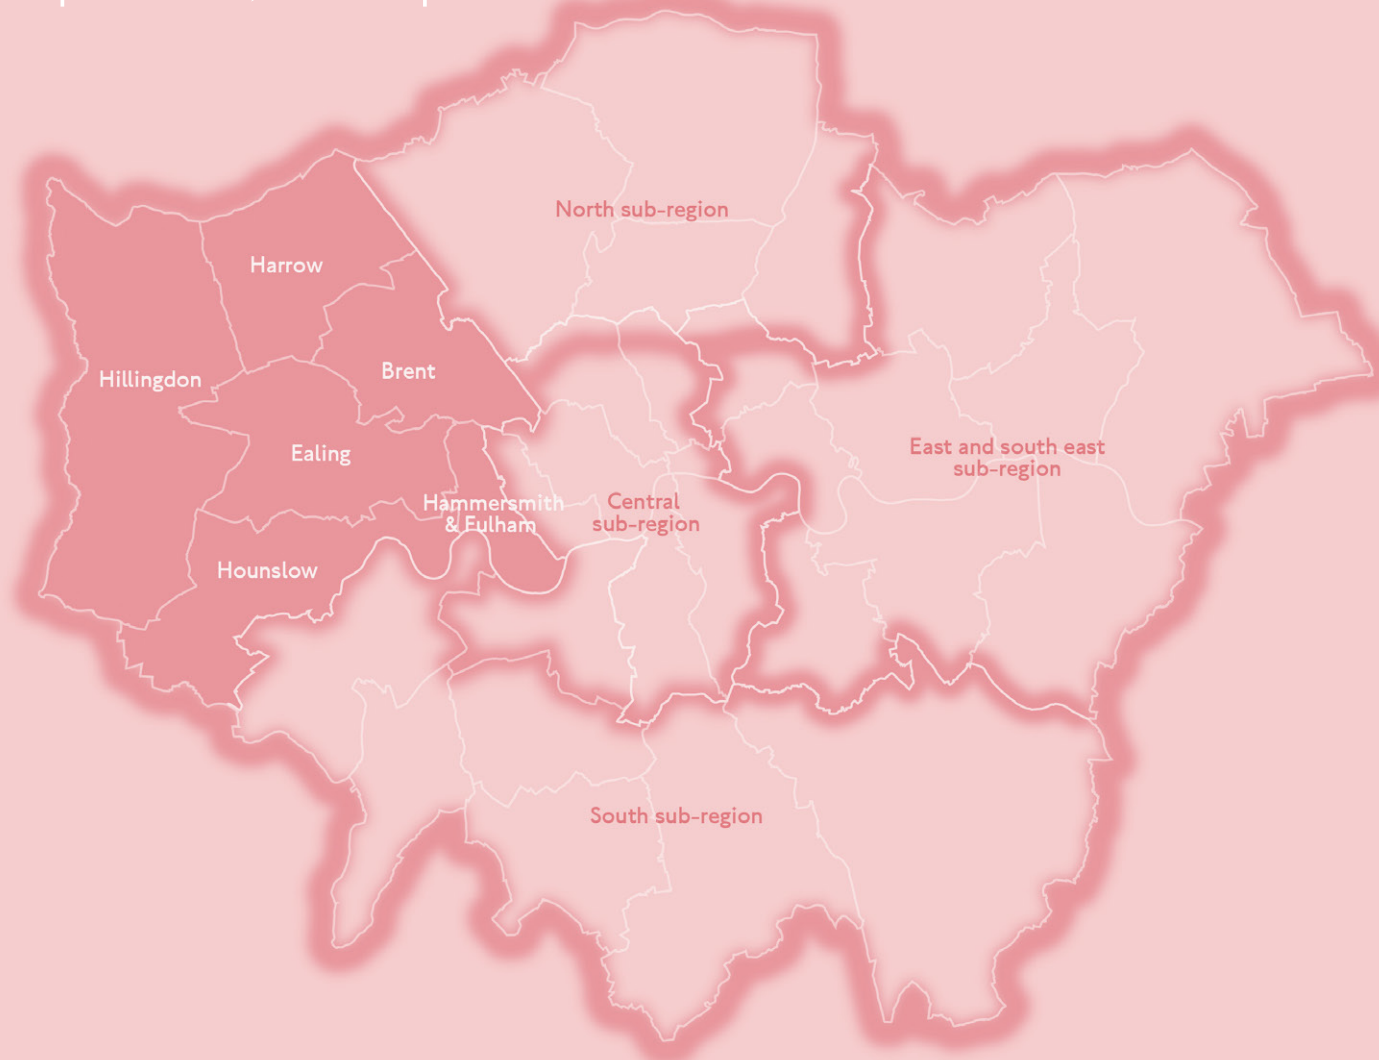 North sub-region
Harrow
Brent
Hillingdon
Ealing
East and south east
sub-region
Hammersmith
& Fulham
Central
sub-region
Hounslow
South sub-region